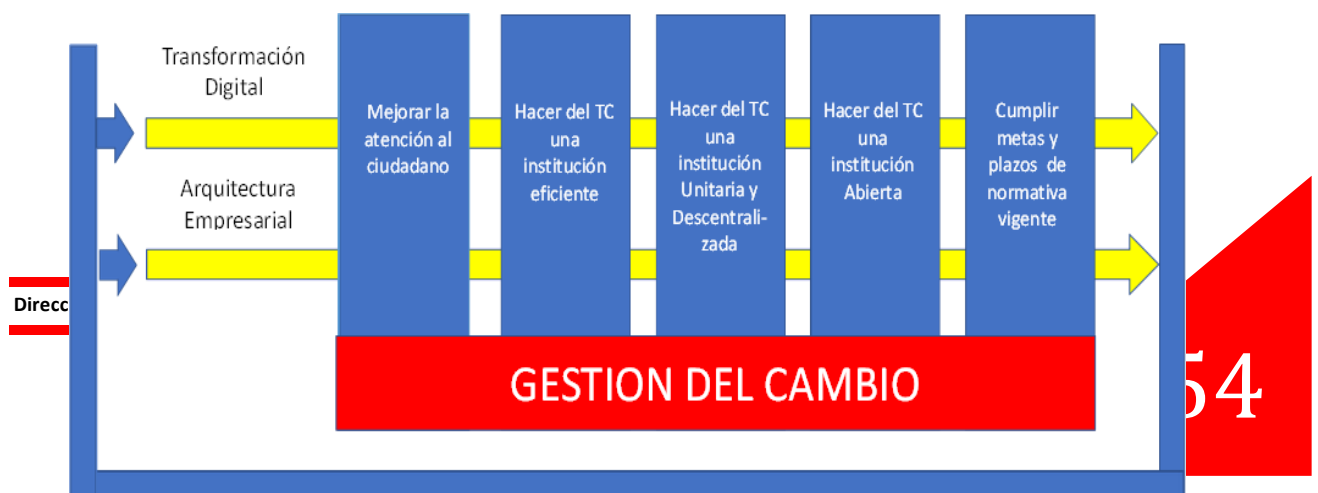 Transformación
Digital
Arquitectura
Empresarial
Mejorar la
atención al
ciudadano
Hacer del TC
una
institución
eficiente
Hacer del TC
una
institución
Unitaria y
Descentrali-
zada
Hacer del TC
una
institución
Abierta
Cumplir
metas y
plazos de
normativa
vigente
GESTION DEL CAMBIO
Direcc
54